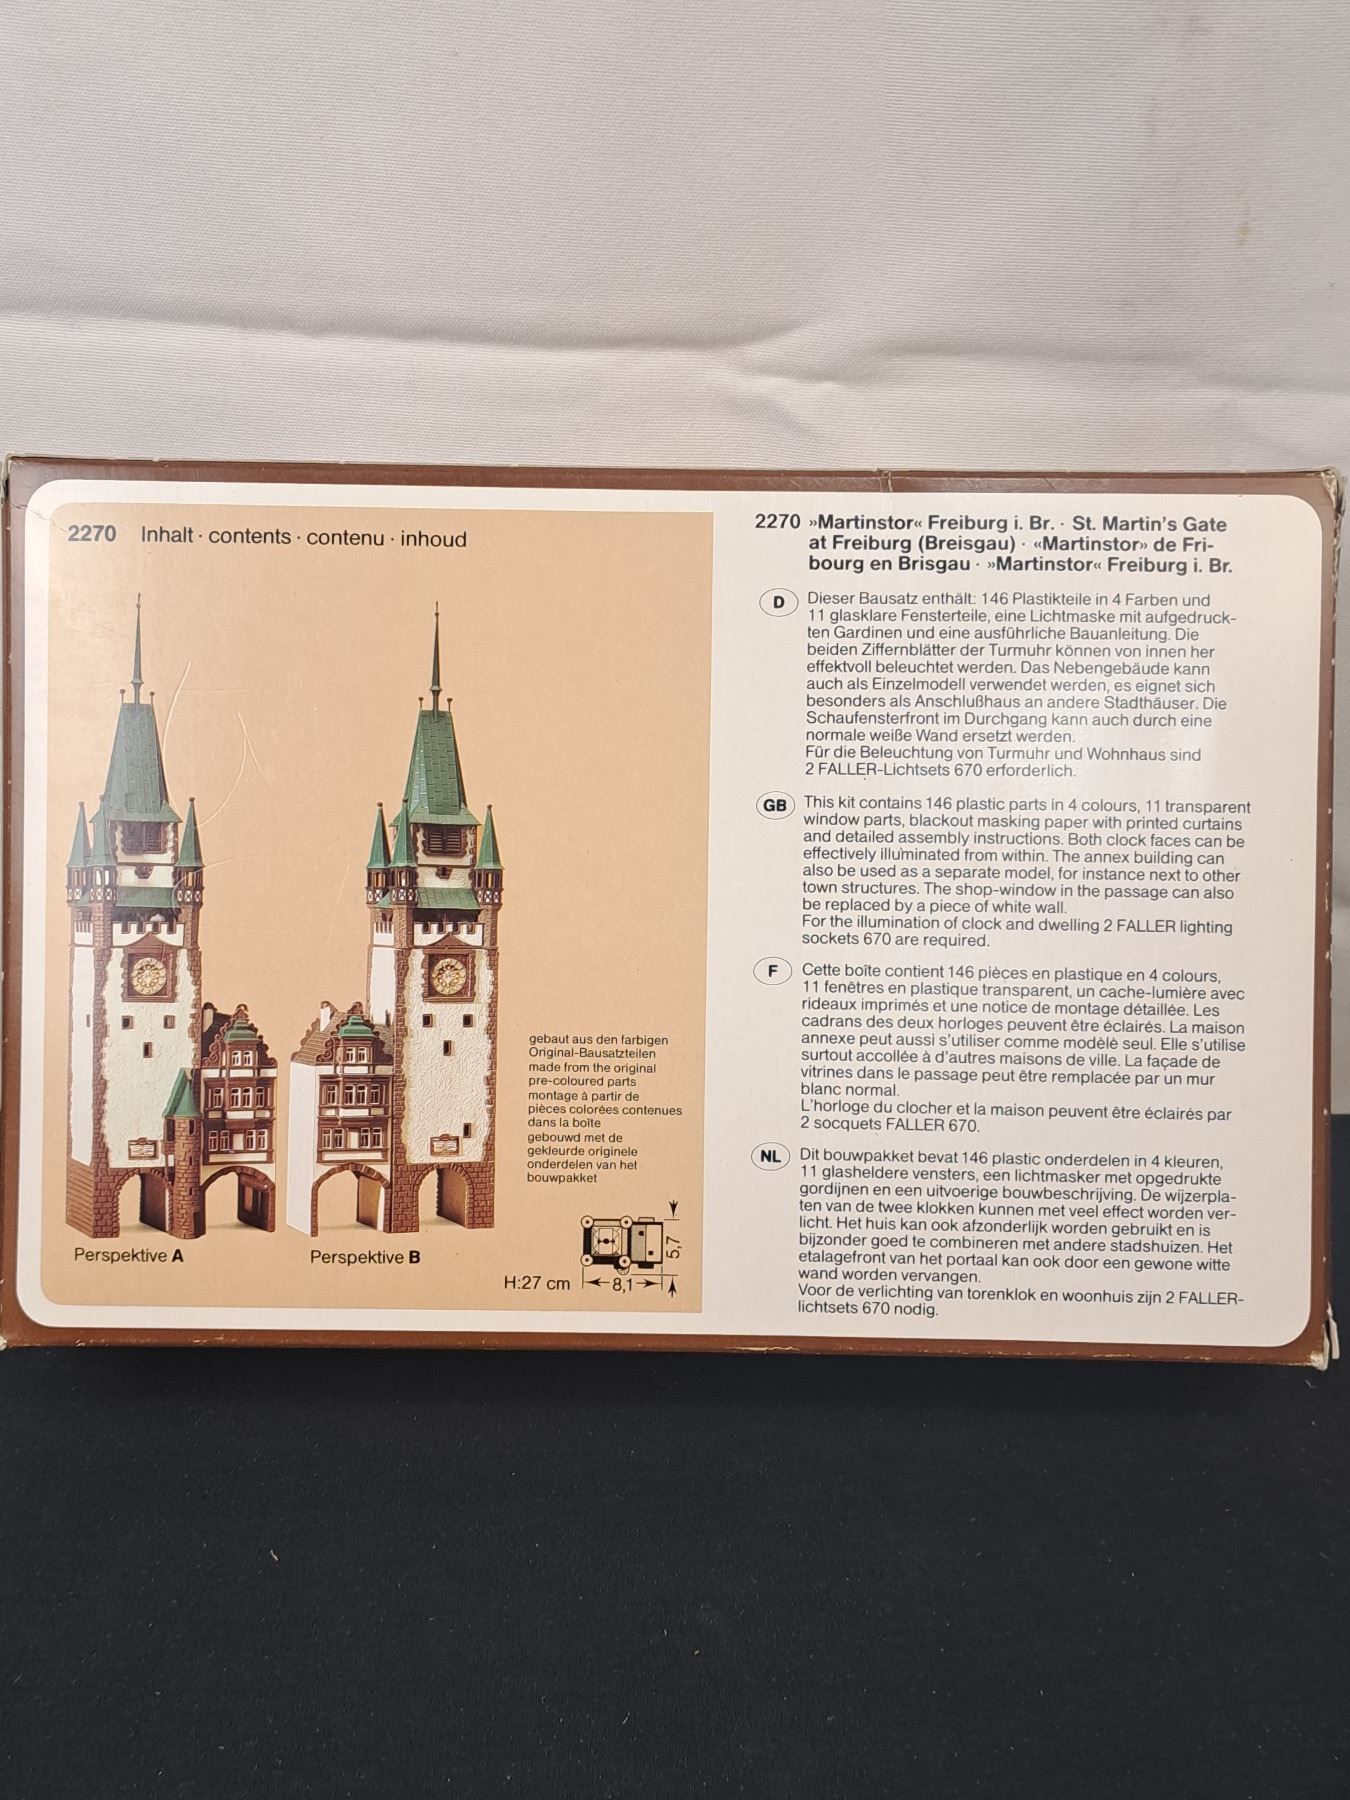 2270 Inhalt · contents · contenu · inhoud
gebaut aus den farbigen
Original-Bausatzteilen
made from the original
pre-coloured parts
montage à partir de
pièces colorées contenues
dans la boîte
gebouwd met de
gekleurde originele
onderdelen van het
bouwpakket
Perspektive A
Perspektive B
H:27 cm
8,1
5,7
2270 »Martinstor« Freiburg i. Br. · St. Martin's Gate
at Freiburg (Breisgau) · «Martinstor» de Fri-
bourg en Brisgau · »Martinstor« Freiburg i. Br.
D Dieser Bausatz enthält: 146 Plastikteile in 4 Farben und
11 glasklare Fensterteile, eine Lichtmaske mit aufgedruck-
ten Gardinen und eine ausführliche Bauanleitung. Die
beiden Ziffernblätter der Turmuhr können von innen her
effektvoll beleuchtet werden. Das Nebengebäude kann
auch als Einzelmodell verwendet werden, es eignet sich
besonders als Anschlußhaus an andere Stadthäuser. Die
Schaufensterfront im Durchgang kann auch durch eine
normale weiße Wand ersetzt werden.
Für die Beleuchtung von Turmuhr und Wohnhaus sind
2 FALLER-Lichtsets 670 erforderlich.
GB This kit contains 146 plastic parts in 4 colours, 11 transparent
window parts, blackout masking paper with printed curtains
and detailed assembly instructions. Both clock faces can be
effectively illuminated from within. The annex building can
also be used as a separate model, for instance next to other
town structures. The shop-window in the passage can also
be replaced by a piece of white wall.
For the illumination of clock and dwelling 2 FALLER lighting
sockets 670 are required.
F Cette boîte contient 146 pièces en plastique en 4 colours,
11 fenêtres en plastique transparent, un cache-lumière avec
rideaux imprimés et une notice de montage détaillée. Les
cadrans des deux horloges peuvent être éclairés. La maison
annexe peut aussi s'utiliser comme modèlè seul. Elle s'utilise
surtout accollée à d'autres maisons de ville. La façade de
vitrines dans le passage peut être remplacée par un mur
blanc normal.
L'horloge du clocher et la maison peuvent être éclairés par
2 socquets FALLER 670.
NL Dit bouwpakket bevat 146 plastic onderdelen in 4 kleuren,
11 glasheldere vensters, een lichtmasker met opgedrukte
gordijnen en een uitvoerige bouwbeschrijving. De wijzerpla-
ten van de twee klokken kunnen met veel effect worden ver-
licht. Het huis kan ook afzonderlijk worden gebruikt en is
bijzonder goed te combineren met andere stadshuizen. Het
etalagefront van het portaal kan ook door een gewone witte
wand worden vervangen.
Voor de verlichting van torenklok en woonhuis zijn 2 FALLER-
lichtsets 670 nodig.